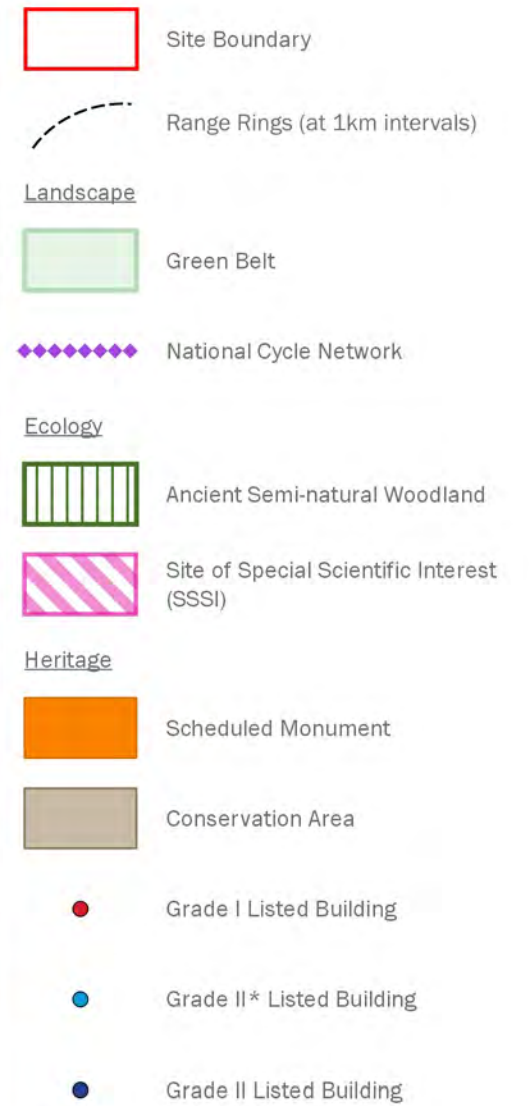 Site Boundary
Range Rings (at 1km intervals)
Landscape
Green Belt
National Cycle Network
Ecology
Ancient Semi-natural Woodland
Site of Special Scientific Interest
(SSSI)
Heritage
Scheduled Monument
Conservation Area
Grade I Listed Building
Grade II* Listed Building
Grade II Listed Building